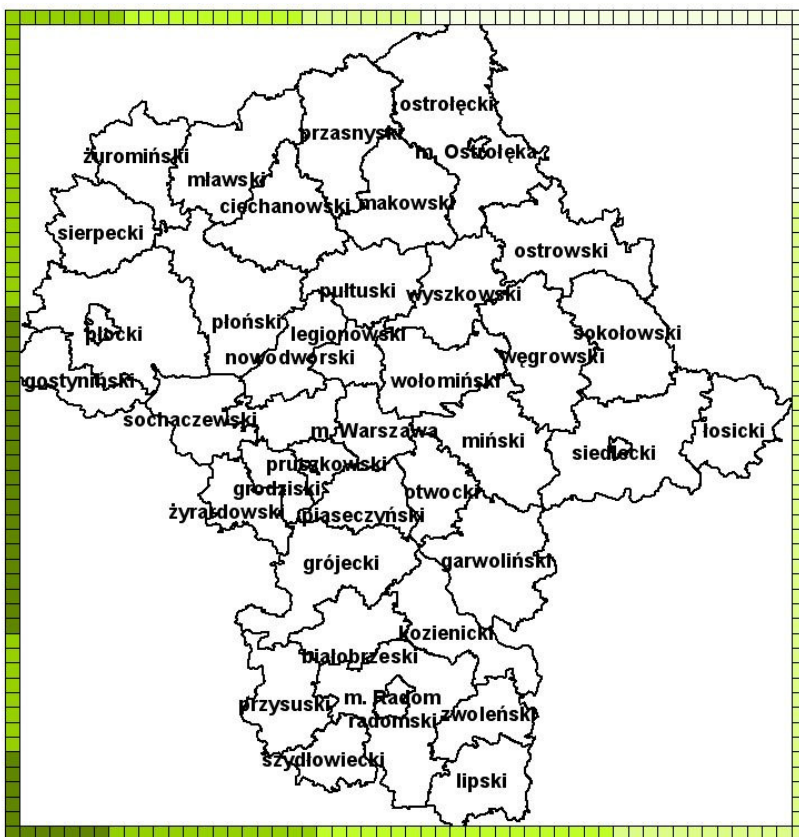 ostrołęcki
przasnyski
m. Ostrołęka
żuromiński
mławski
ciechanowski
makowski
sierpecki
ostrowski
pułtuski
wyszkowski
płoński
legionowski
sokołowski
płocki
nowodworski
węgrowski
gostyniński
wołomiński
sochaczewski
m. Warszawa
miński
łosicki
siedlecki
pruszkowski
grodziski
otwocki
żyrardowski
piaseczyński
grójecki
garwoliński
kozienicki
białobrzeski
przysuski
m. Radom
radomski
zwoleński
szydłowiecki
lipski